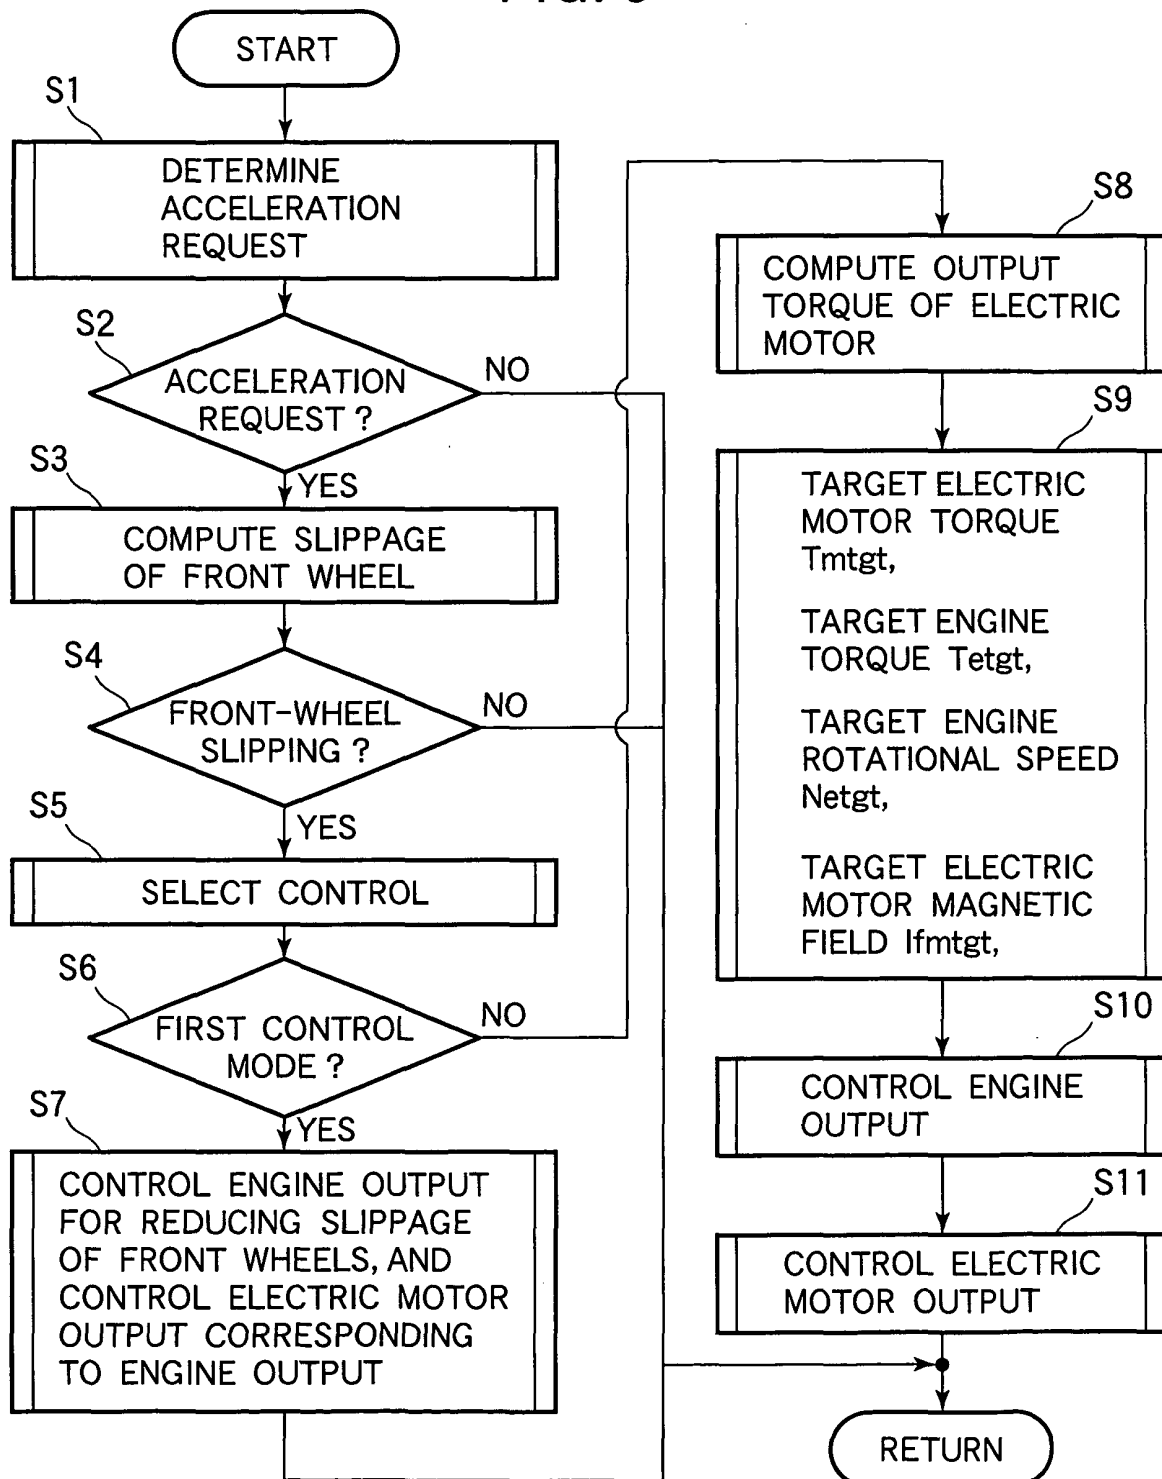 START
S1
DETERMINE
ACCELERATION
REQUEST
S2
ACCELERATION
REQUEST ?
NO
YES
S3
COMPUTE SLIPPAGE
OF FRONT WHEEL
S4
FRONT-WHEEL
SLIPPING ?
NO
YES
S5
SELECT CONTROL
S6
FIRST CONTROL
MODE ?
NO
YES
S7
CONTROL ENGINE OUTPUT
FOR REDUCING SLIPPAGE
OF FRONT WHEELS, AND
CONTROL ELECTRIC MOTOR
OUTPUT CORRESPONDING
TO ENGINE OUTPUT
S8
COMPUTE OUTPUT
TORQUE OF ELECTRIC
MOTOR
S9
TARGET ELECTRIC
MOTOR TORQUE
Tmtgt,
TARGET ENGINE
TORQUE Tetgt,
TARGET ENGINE
ROTATIONAL SPEED
Netgt,
TARGET ELECTRIC
MOTOR MAGNETIC
FIELD Ifmtgt,
S10
CONTROL ENGINE
OUTPUT
S11
CONTROL ELECTRIC
MOTOR OUTPUT
RETURN